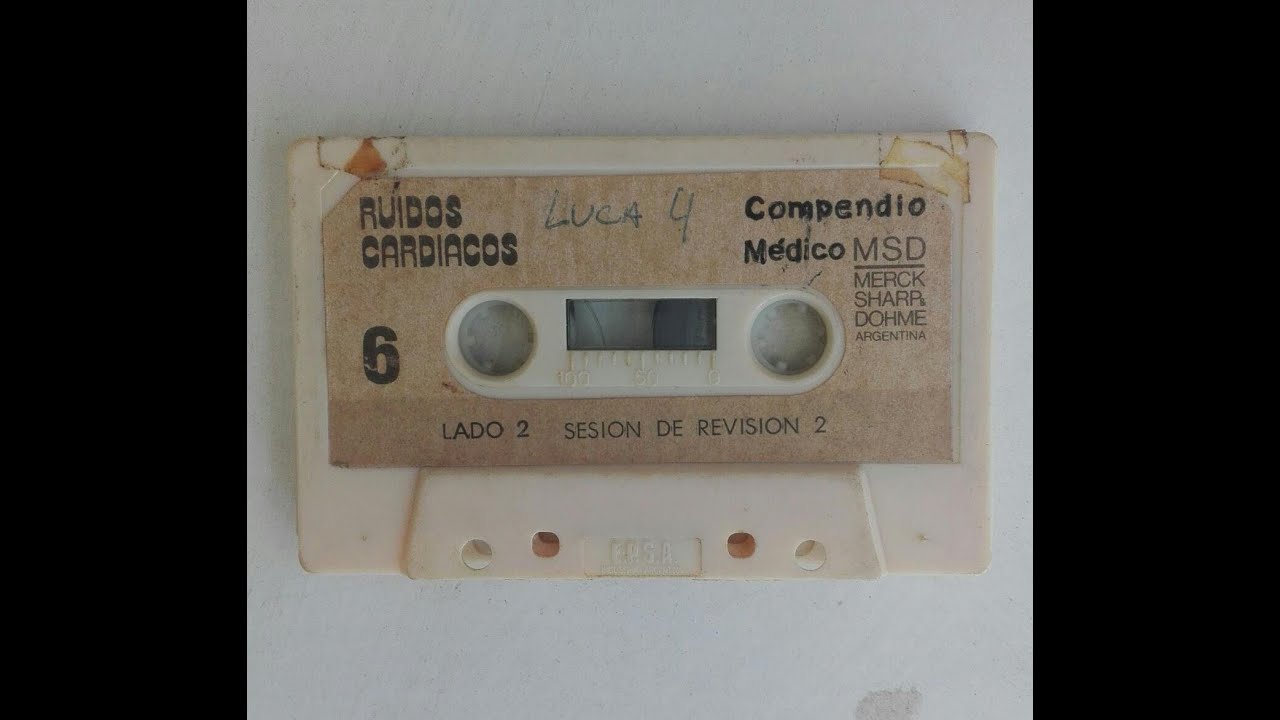 RUIDOS
CARDIACOS
LUCA 4
Compendio
Médico
MSD
MERCK
SHARP &
DOHME
ARGENTINA
6
100 50 0
LADO 2 SESION DE REVISION 2